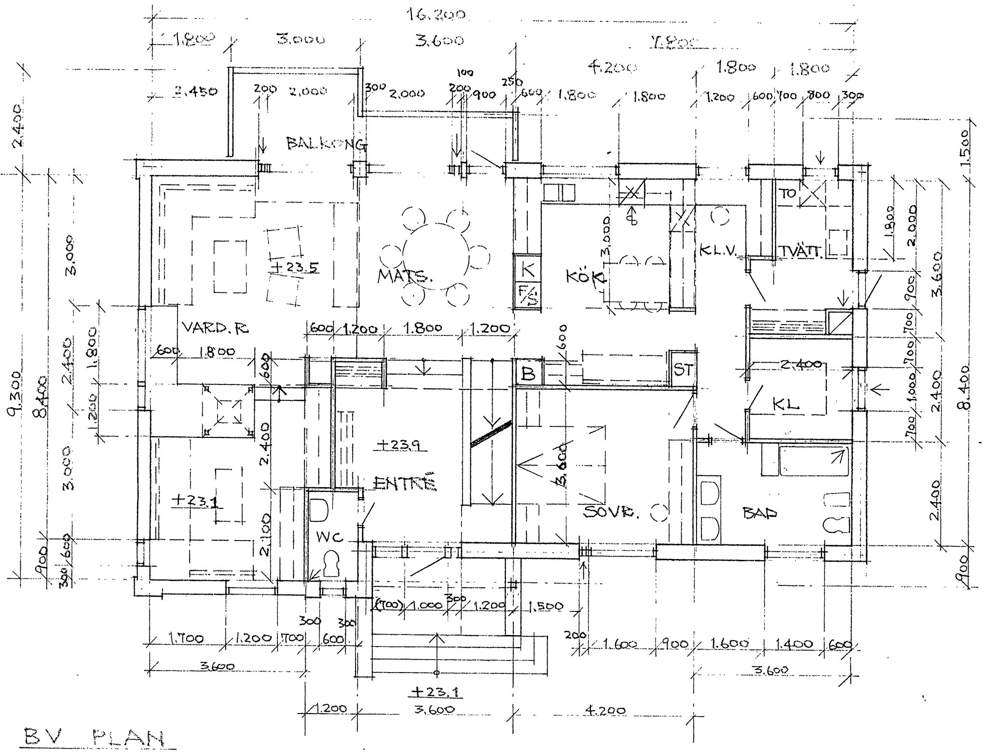 16.200
1.800 3.000 3.600 7.800
4.200 1.800 1.800
100
2.450 200 2.000 300 2.000 200 900 250 600 1.800 1.800 1.200 600 700 800 300
2.400
1.500
BALKONG
TO
3.000
3.000
1.800
2.000
+23.5
MATS.
K
F/S
KÖK
KL.V.
TVÄTT.
900
3.600
VARD.R
600 1.200 1.800 1.200
600
700
600 1.800
600
2.400
1.800
700
2.400
B
ST
9.300
8.400
1.000
2.400
8.400
KL
1.200
700
2.400
+23.9
3.600
3.000
ENTRÉ
+23.1
SOVR.
BAD
2.400
2.100
WC
600
900
300
900
(700) 1.000 300 1.200 1.500
300 300
200
1.700 1.200 700 600
1.600 900 1.600 1.400 600
3.600
3.600
+23.1
1.200 3.600 4.200
BV PLAN